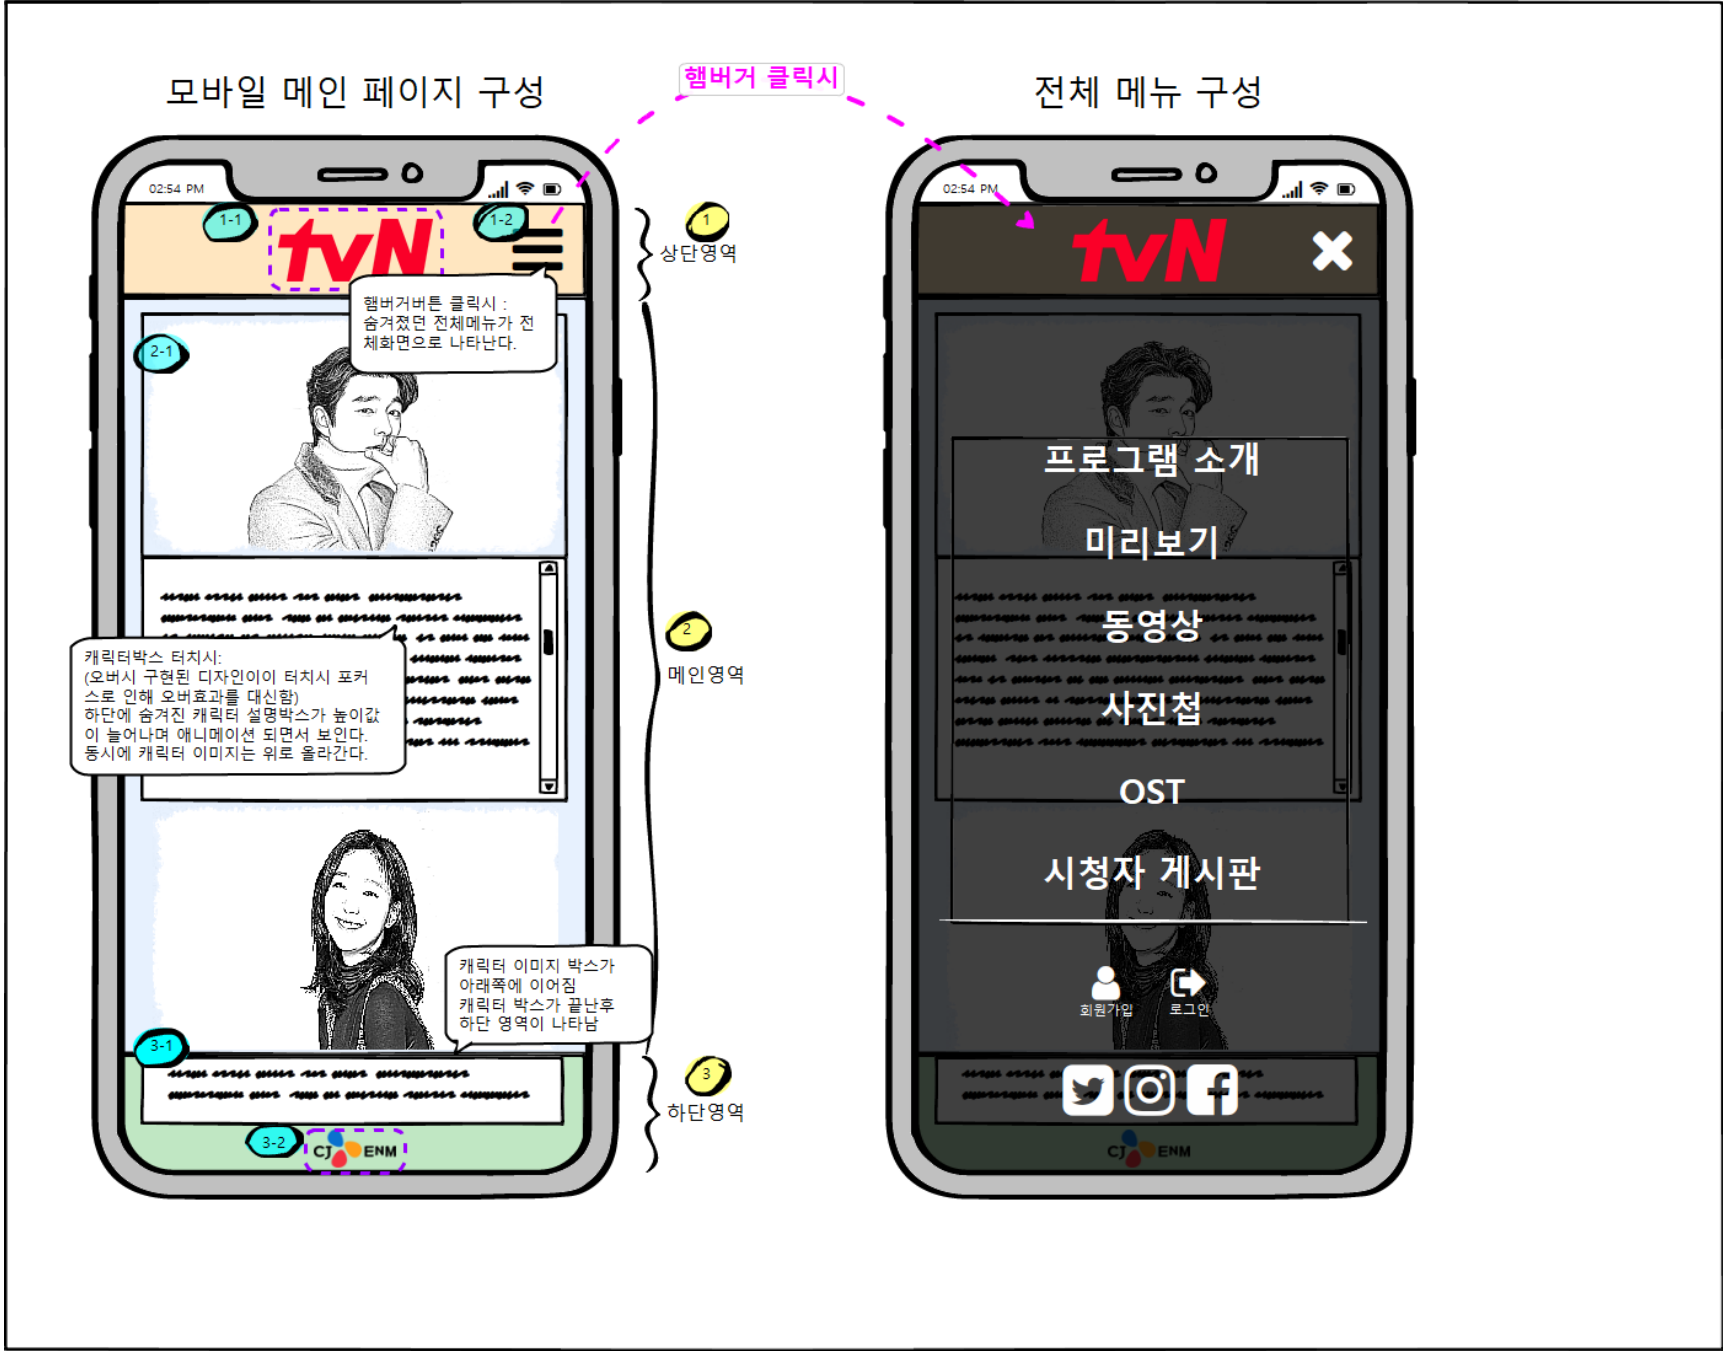 모바일 메인 페이지 구성
햄버거 클릭시
전체 메뉴 구성
02:54 PM
1-1
tvN
1-2
1
상단영역
햄버거버튼 클릭시 :
숨겨졌던 전체메뉴가 전
체화면으로 나타난다.
2-1
캐릭터박스 터치시:
(오버시 구현된 디자인이이 터치시 포커
스로 인해 오버효과를 대신함)
하단에 숨겨진 캐릭터 설명박스가 높이값
이 늘어나며 애니메이션 되면서 보인다.
동시에 캐릭터 이미지는 위로 올라간다.
2
메인영역
캐릭터 이미지 박스가
아래쪽에 이어짐
캐릭터 박스가 끝난후
하단 영역이 나타남
3-1
3
하단영역
3-2
CJ ENM
02:54 PM
tvN
프로그램 소개
미리보기
동영상
사진첩
OST
시청자 게시판
회원가입 로그인
CJ ENM